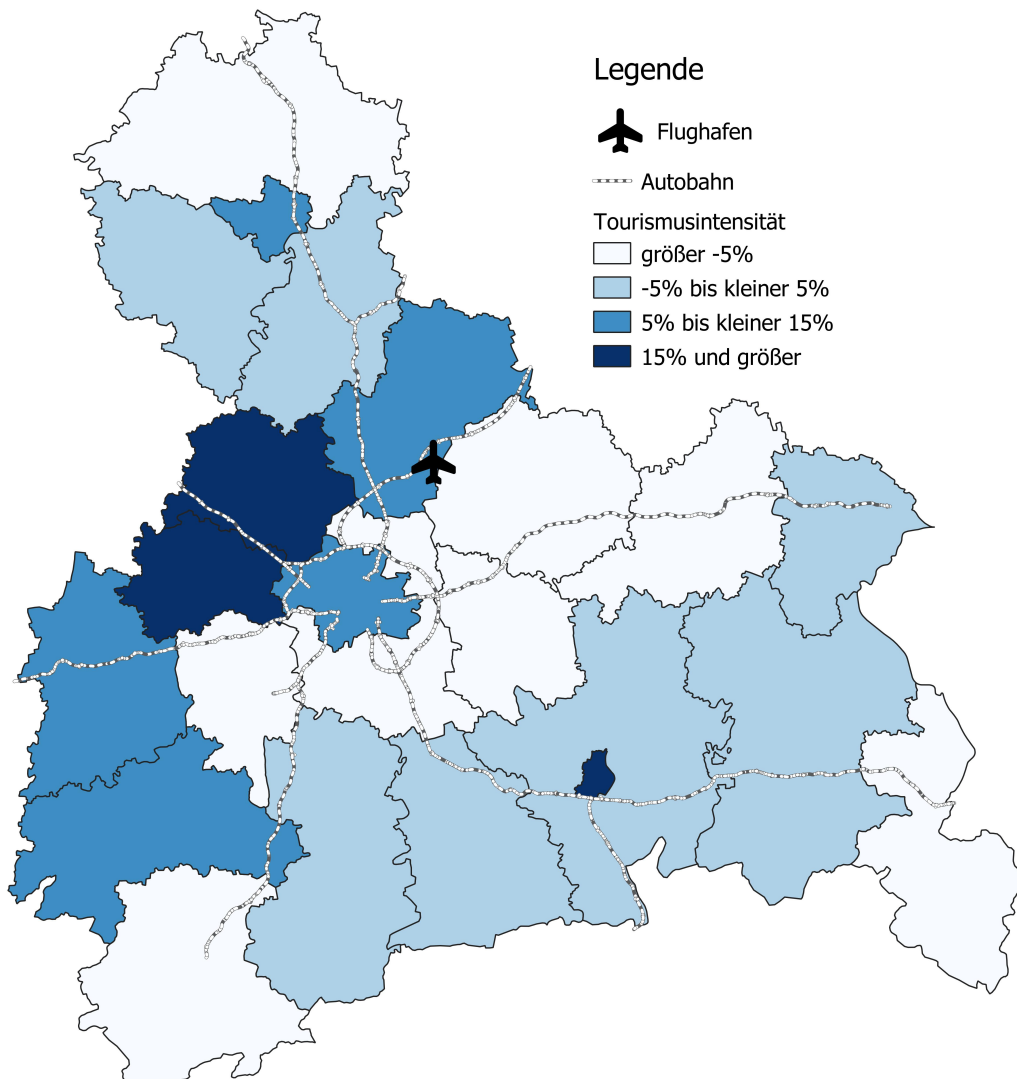 Legende
Flughafen
Autobahn
Tourismusintensität
größer -5%
-5% bis kleiner 5%
5% bis kleiner 15%
15% und größer